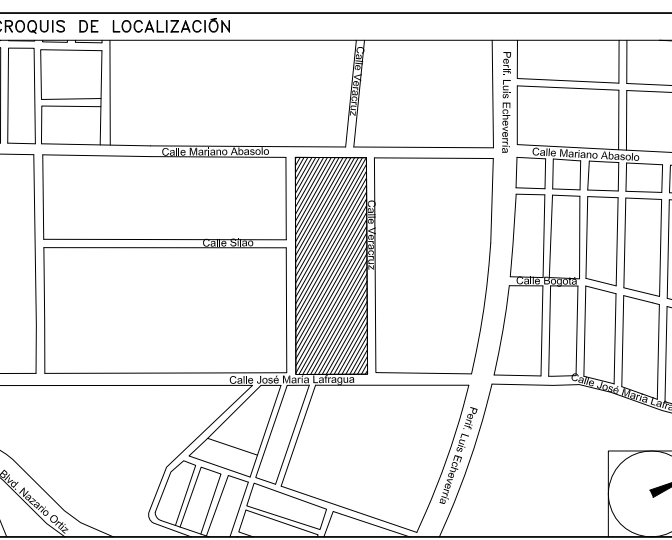 CROQUIS DE LOCALIZACIÓN
Calle Veracruz
Perif. Luis Echeverría
Calle Mariano Abasolo
Calle Mariano Abasolo
Calle Veracruz
Calle Silao
Calle Bogotá
Calle José María Lafragua
Calle José María Lafra
Perif. Luis Echeverría
Blvd. Nazario Ortiz